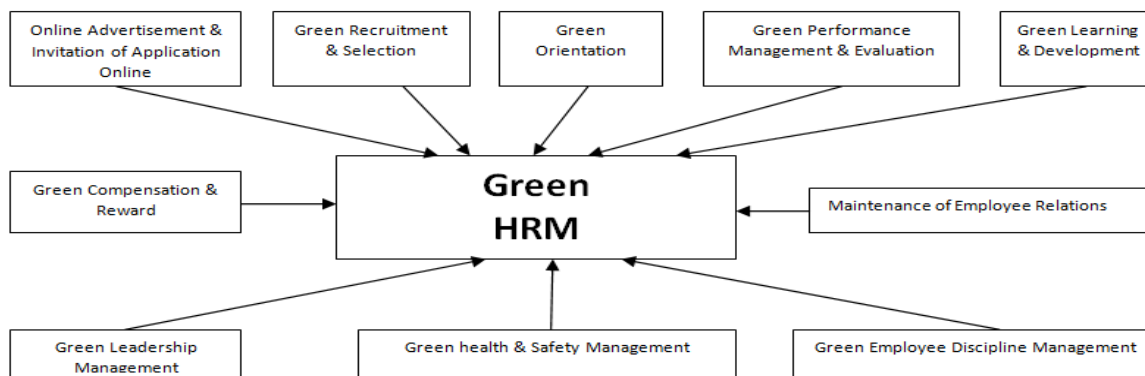 Online Advertisement &
Invitation of Application
Online
Green Recruitment
& Selection
Green
Orientation
Green Performance
Management & Evaluation
Green Learning
& Development
Green Compensation &
Reward
Green
HRM
Maintenance of Employee Relations
Green Leadership
Management
Green health & Safety Management
Green Employee Discipline Management